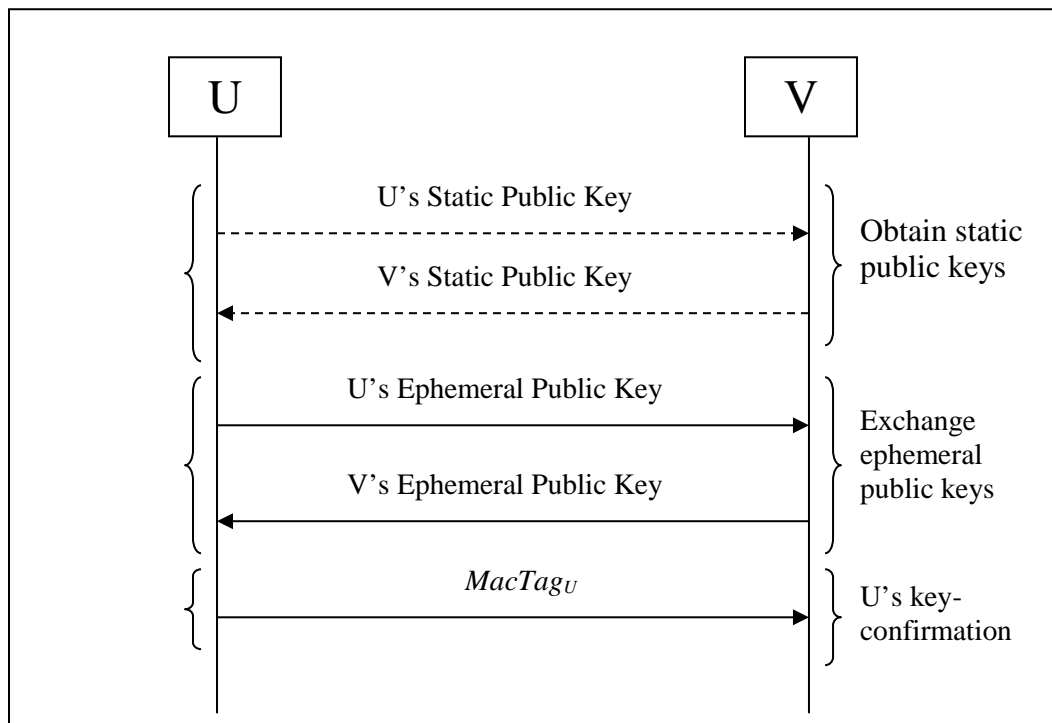 U
V
U’s Static Public Key
V’s Static Public Key
Obtain static
public keys
U’s Ephemeral Public Key
V’s Ephemeral Public Key
Exchange
ephemeral
public keys
MacTagU
U’s key-
confirmation